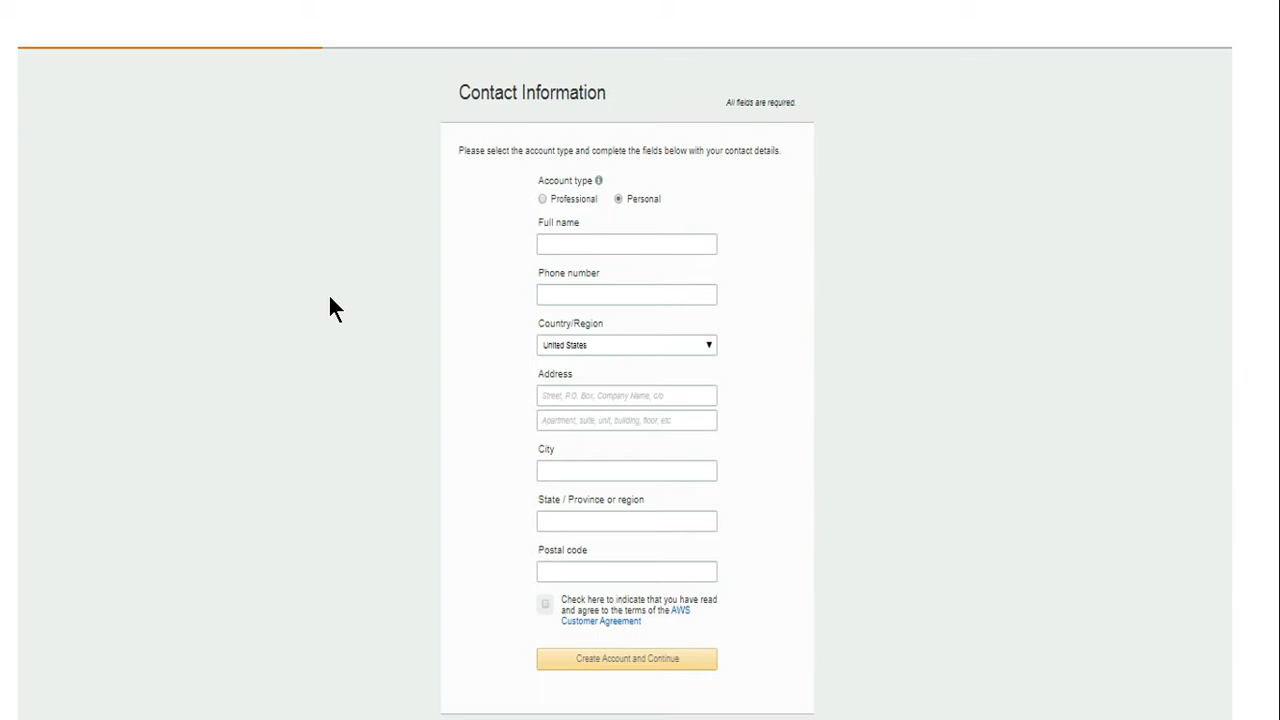 Contact Information
All fields are required.
Please select the account type and complete the fields below with your contact details.
Account type
Professional Personal
Full name
Phone number
Country/Region
United States
Address
Street, P.O. Box, Company Name, c/o
Apartment, suite, unit, building, floor, etc.
City
State / Province or region
Postal code
Check here to indicate that you have read
and agree to the terms of the AWS
Customer Agreement
Create Account and Continue